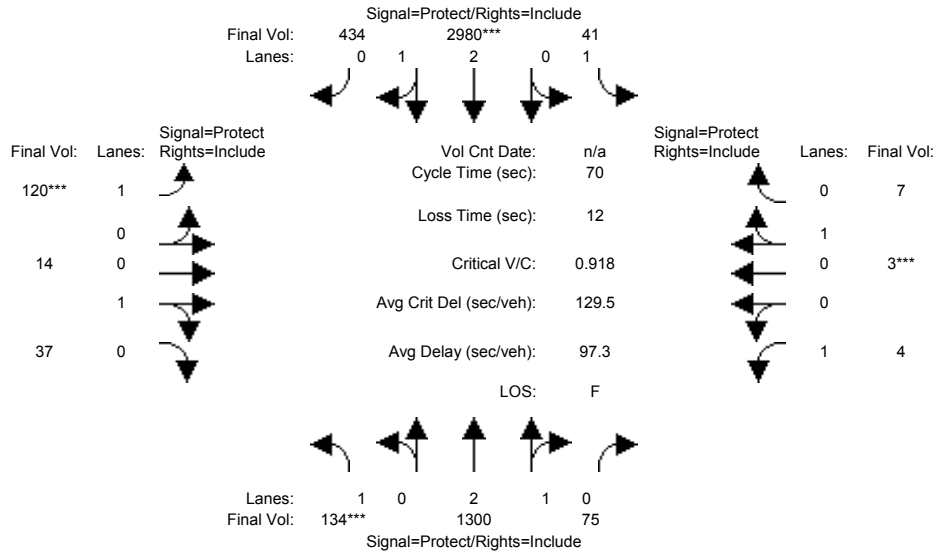 Signal=Protect/Rights=Include
Final Vol: 434 2980*** 41
Lanes: 0 1 2 0 1
Signal=Protect
Final Vol: Lanes: Rights=Include
Vol Cnt Date: n/a
Signal=Protect
Rights=Include Lanes: Final Vol:
Cycle Time (sec): 70
120*** 1
0 7
Loss Time (sec): 12
0
1
14 0
Critical V/C: 0.918
0 3***
1
Avg Crit Del (sec/veh): 129.5
0
37 0
Avg Delay (sec/veh): 97.3
1 4
LOS: F
Lanes: 1 0 2 1 0
Final Vol: 134*** 1300 75
Signal=Protect/Rights=Include